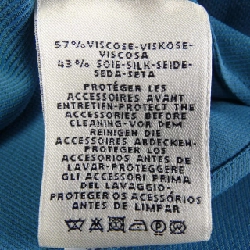 57% VISCOSE-VISKOSE-
VISCOSA
43% SOIE-SILK-SEIDE-
SEDA-SETA
PROTÉGER LES
ACCESSOIRES AVANT
ENTRETIEN-PROTECT THE
ACCESSORIES BEFORE
CLEANING-VOR DEM
REINIGEN DIE
ACCESSOIRES ABDECKEN-
PROTEGER LOS
ACCESORIOS ANTES DE
LAVAR-PROTEGGERE
GLI ACCESSORI PRIMA
DEL LAVAGGIO-
PROTEGER OS ACESSÓRIOS
ANTES DE LIMPAR